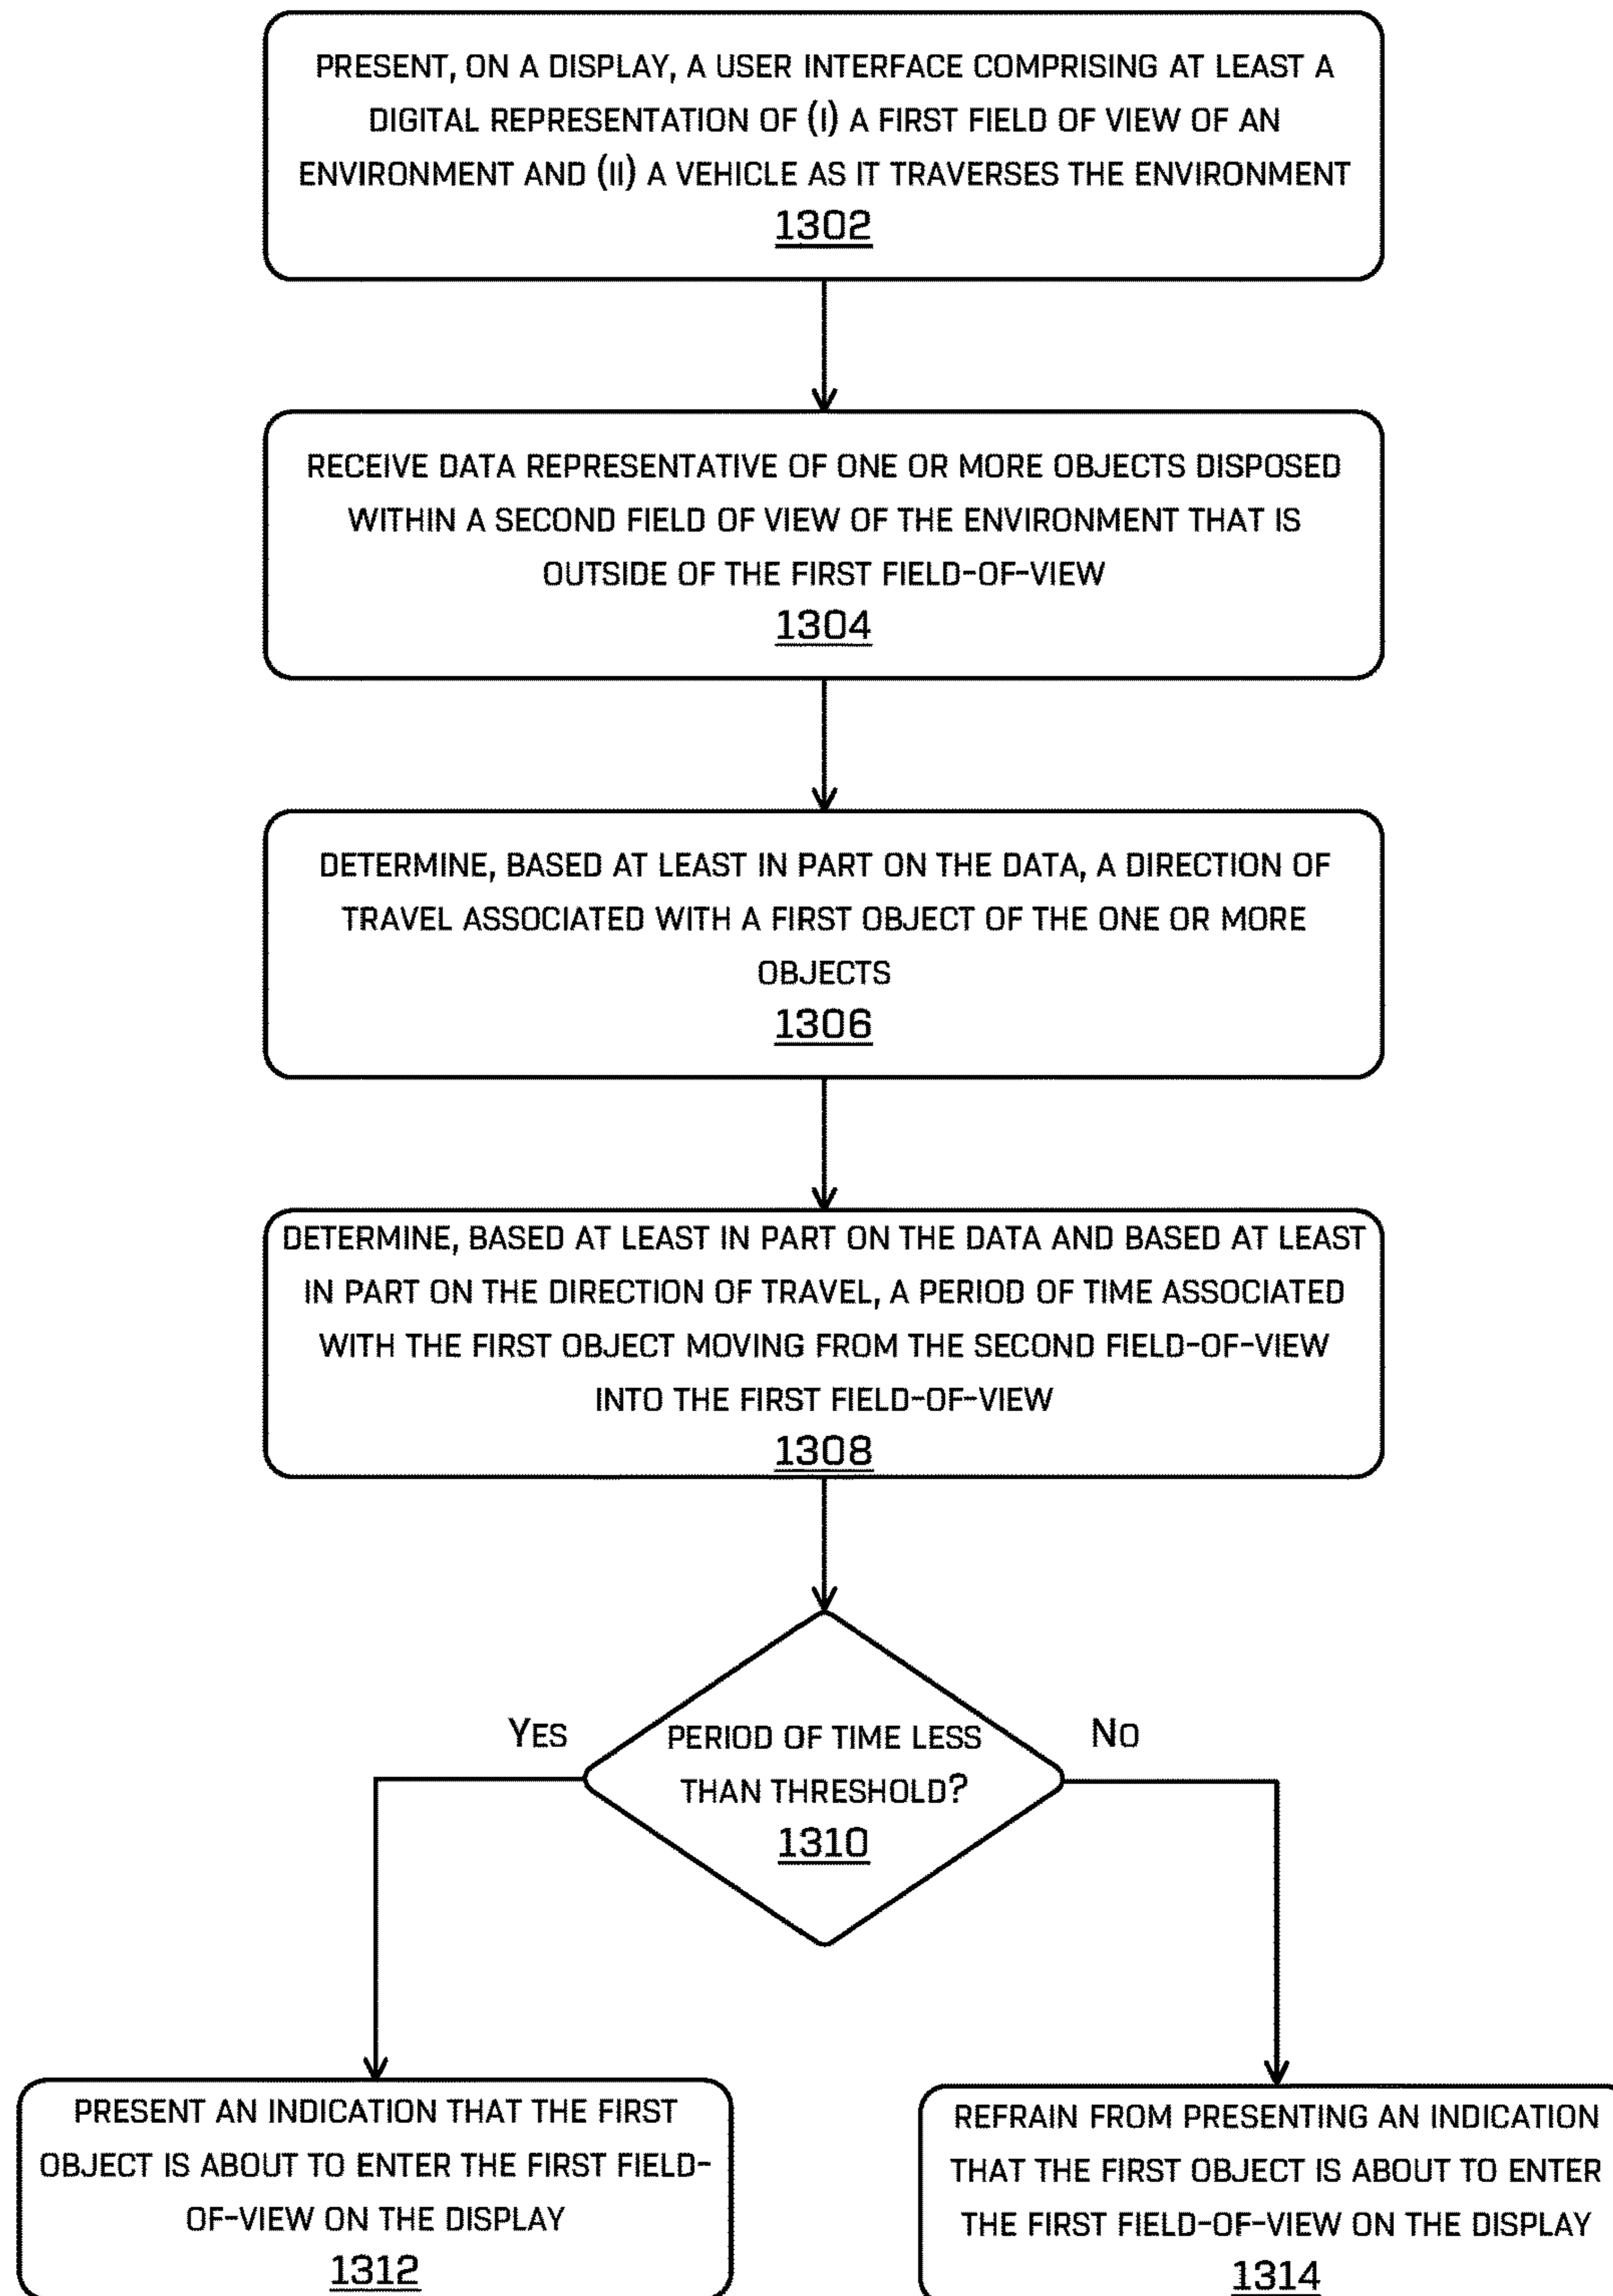 PRESENT, ON A DISPLAY, A USER INTERFACE COMPRISING AT LEAST A
DIGITAL REPRESENTATION OF (I) A FIRST FIELD OF VIEW OF AN
ENVIRONMENT AND (II) A VEHICLE AS IT TRAVERSES THE ENVIRONMENT
1302
RECEIVE DATA REPRESENTATIVE OF ONE OR MORE OBJECTS DISPOSED
WITHIN A SECOND FIELD OF VIEW OF THE ENVIRONMENT THAT IS
OUTSIDE OF THE FIRST FIELD-OF-VIEW
1304
DETERMINE, BASED AT LEAST IN PART ON THE DATA, A DIRECTION OF
TRAVEL ASSOCIATED WITH A FIRST OBJECT OF THE ONE OR MORE
OBJECTS
1306
DETERMINE, BASED AT LEAST IN PART ON THE DATA AND BASED AT LEAST
IN PART ON THE DIRECTION OF TRAVEL, A PERIOD OF TIME ASSOCIATED
WITH THE FIRST OBJECT MOVING FROM THE SECOND FIELD-OF-VIEW
INTO THE FIRST FIELD-OF-VIEW
1308
YES
NO
PERIOD OF TIME LESS
THAN THRESHOLD?
1310
PRESENT AN INDICATION THAT THE FIRST
OBJECT IS ABOUT TO ENTER THE FIRST FIELD-
OF-VIEW ON THE DISPLAY
1312
REFRAIN FROM PRESENTING AN INDICATION
THAT THE FIRST OBJECT IS ABOUT TO ENTER
THE FIRST FIELD-OF-VIEW ON THE DISPLAY
1314